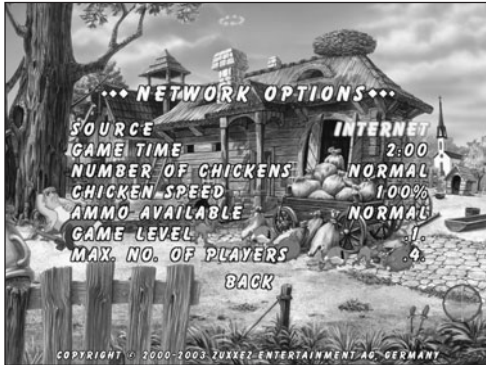 NETWORK OPTIONS
SOURCE INTERNET
GAME TIME 2:00
NUMBER OF CHICKENS NORMAL
CHICKEN SPEED 100%
AMMO AVAILABLE NORMAL
GAME LEVEL .1.
MAX. NO. OF PLAYERS .4.
BACK
COPYRIGHT © 2000-2003 ZUXXEZ ENTERTAINMENT AG, GERMANY